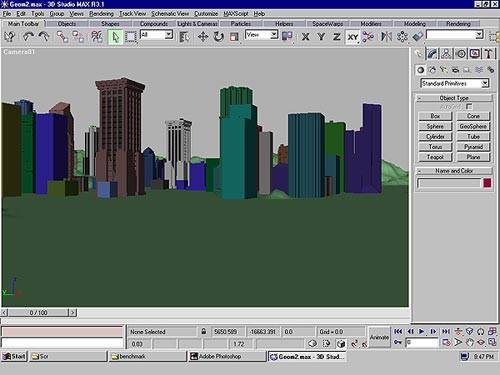 Geom2.max - 3D Studio MAX R3.1
File Edit Tools Group Views Rendering Track View Schematic View Customize MAXScript Help
Main Toolbar Objects Shapes Compounds Lights & Cameras Particles Helpers SpaceWarps Modifiers Modeling Rendering
All View X Y Z XY
Camera01
Standard Primitives
Object Type
AutoGrid
Box Cone
Sphere GeoSphere
Cylinder Tube
Torus Pyramid
Teapot Plane
Name and Color
0 / 100
None Selected 5650.589 -16663.391 0.0 Grid = 0.0
0.03 1.72
Animate
0
Start Scr benchmark Adobe Photoshop Geom2.max - 3D Stud...
9:47 PM